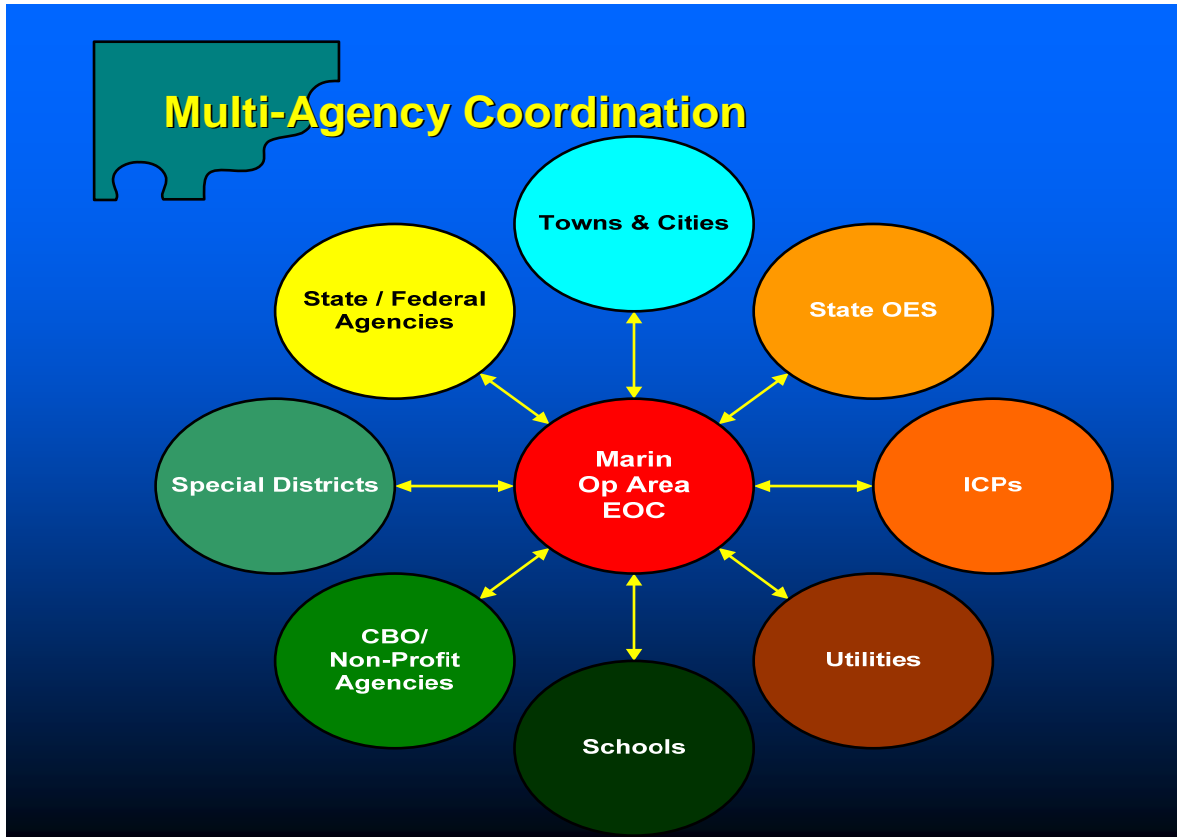 Multi-Agency Coordination
Towns & Cities
State / Federal
Agencies
State OES
Special Districts
Marin
Op Area
EOC
ICPs
CBO/
Non-Profit
Agencies
Utilities
Schools